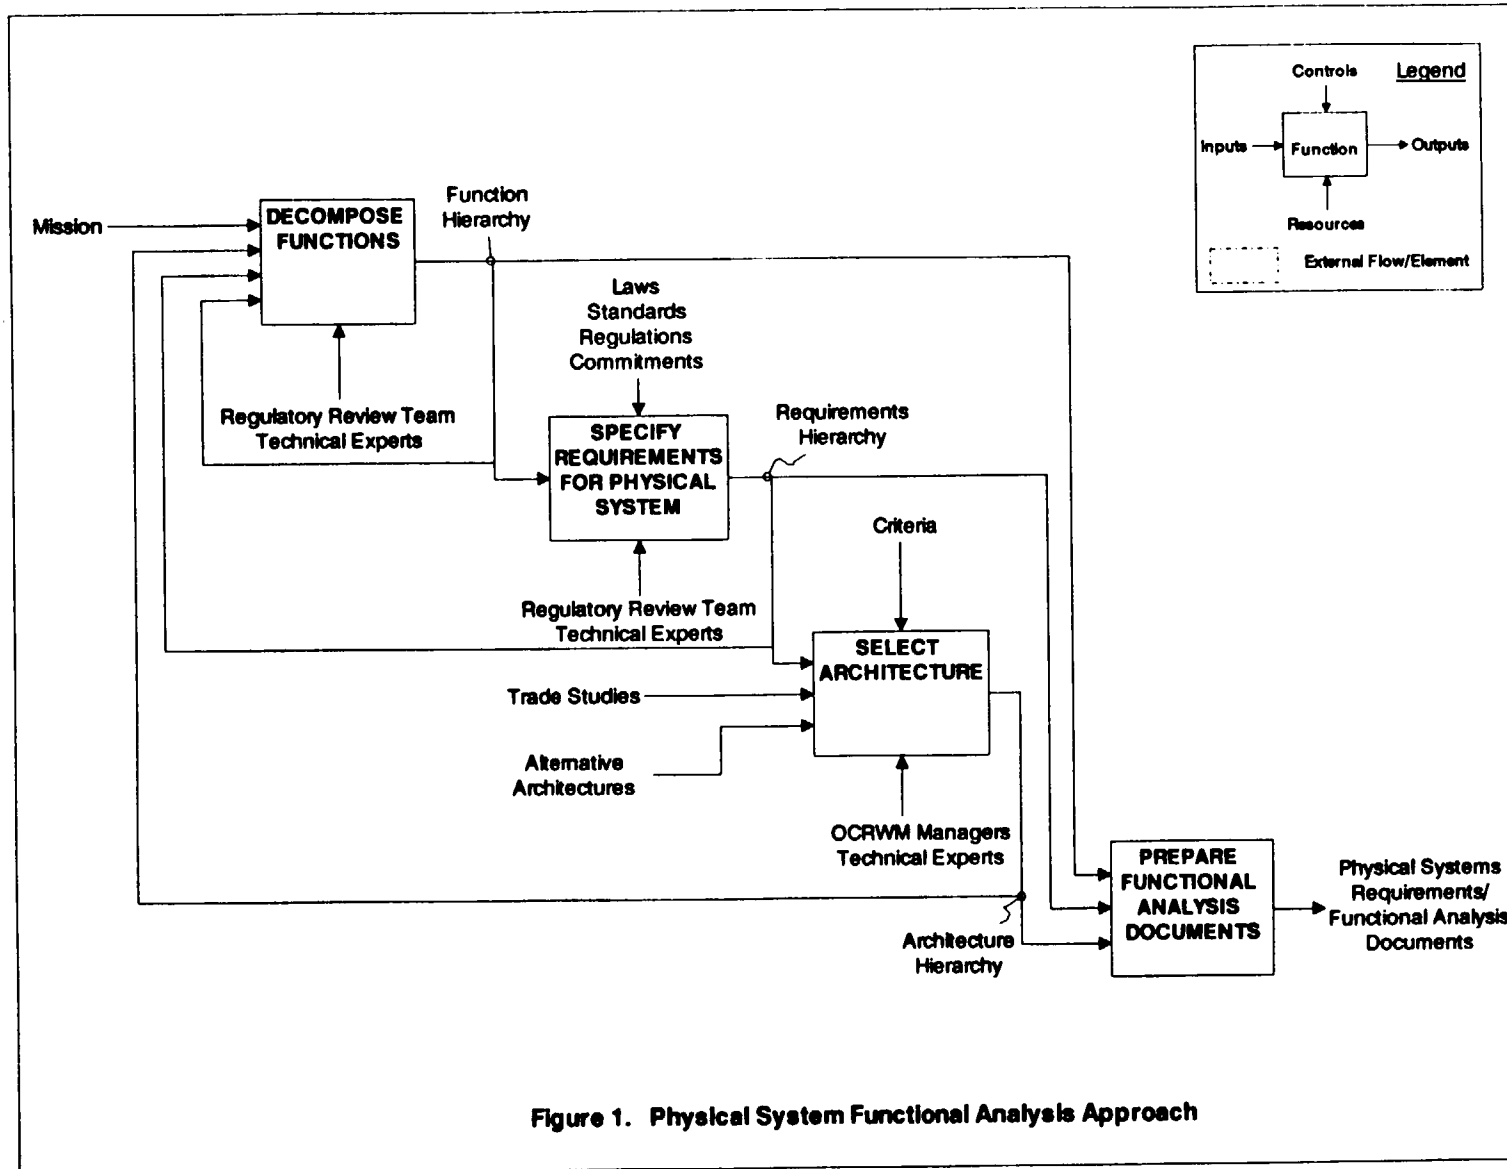 Controls Legend
Inputs Function Outputs
Resources
External Flow/Element
Mission
DECOMPOSE
FUNCTIONS
Function
Hierarchy
Regulatory Review Team
Technical Experts
Laws
Standards
Regulations
Commitments
SPECIFY
REQUIREMENTS
FOR PHYSICAL
SYSTEM
Requirements
Hierarchy
Regulatory Review Team
Technical Experts
Criteria
SELECT
ARCHITECTURE
Trade Studies
Alternative
Architectures
OCRWM Managers
Technical Experts
Architecture
Hierarchy
PREPARE
FUNCTIONAL
ANALYSIS
DOCUMENTS
Physical Systems
Requirements/
Functional Analysis
Documents
Figure 1. Physical System Functional Analysis Approach